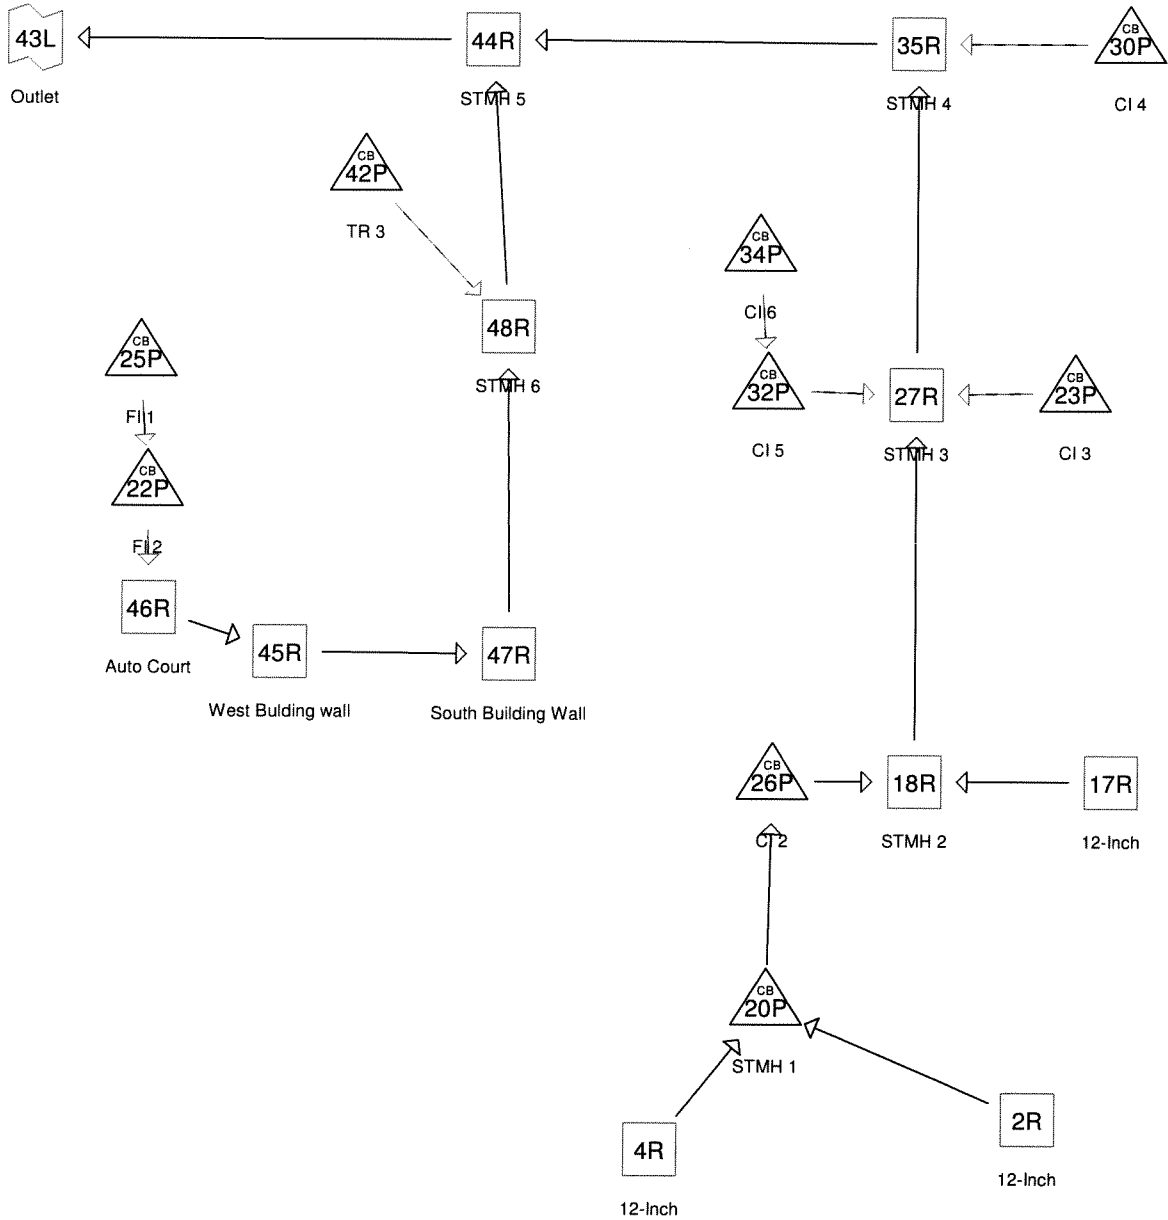 43L
Outlet
44R
STMH 5
35R
STMH 4
CB
30P
CI 4
CB
42P
TR 3
CB
34P
CI 6
48R
STMH 6
CB
25P
FI 1
CB
32P
CI 5
27R
STMH 3
CB
23P
CI 3
CB
22P
FI 2
46R
Auto Court
45R
West Bulding wall
47R
South Building Wall
CB
26P
CI 2
18R
STMH 2
17R
12-Inch
CB
20P
STMH 1
4R
12-Inch
2R
12-Inch